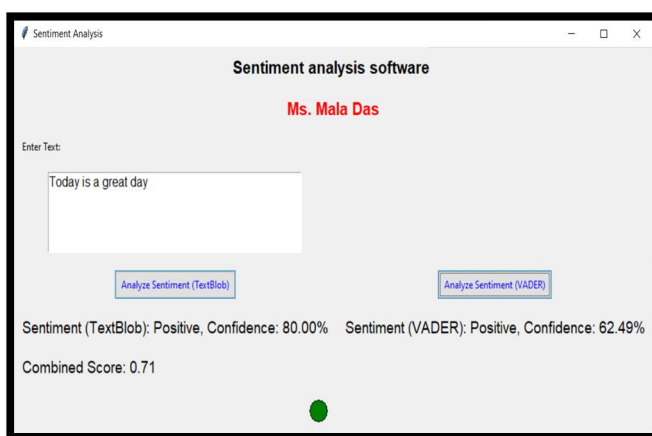 Sentiment Analysis
Sentiment analysis software
Ms. Mala Das
Enter Text:
Today is a great day
Analyze Sentiment (TextBlob)
Analyze Sentiment (VADER)
Sentiment (TextBlob): Positive, Confidence: 80.00%
Sentiment (VADER): Positive, Confidence: 62.49%
Combined Score: 0.71